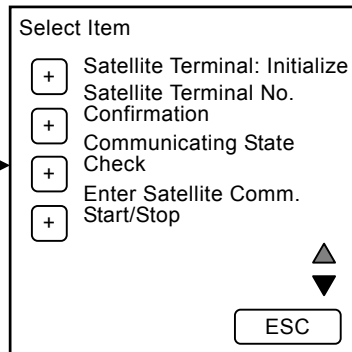 Select Item
+ Satellite Terminal: Initialize
Satellite Terminal No.
+ Confirmation
Communicating State
+ Check
Enter Satellite Comm.
+ Start/Stop
ESC